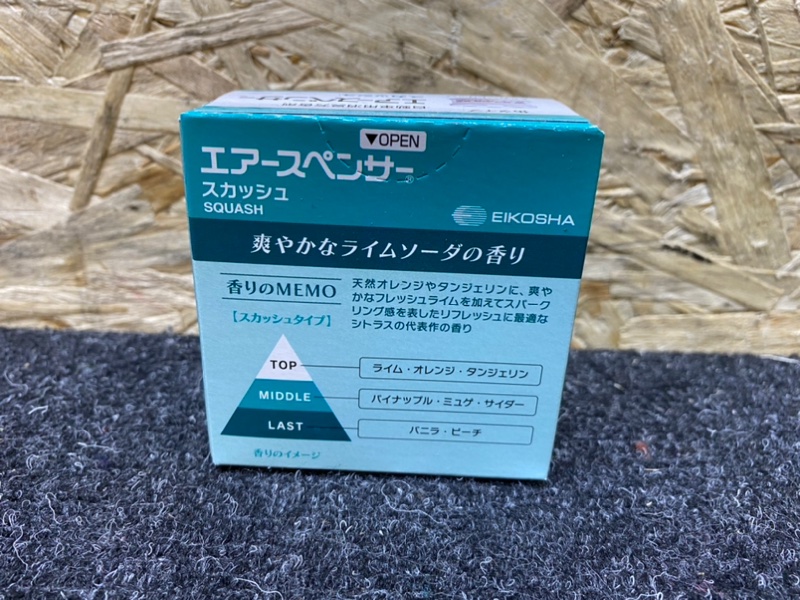 ▼OPEN
エアースペンサー®
スカッシュ
SQUASH
EIKOSHA
爽やかなライムソーダの香り
香りのMEMO
【スカッシュタイプ】
天然オレンジやタンジェリンに、爽や
かなフレッシュライムを加えてスパーク
リング感を表したリフレッシュに最適な
シトラスの代表作の香り
TOP
ライム・オレンジ・タンジェリン
MIDDLE
パイナップル・ミュゲ・サイダー
LAST
バニラ・ピーチ
香りのイメージ